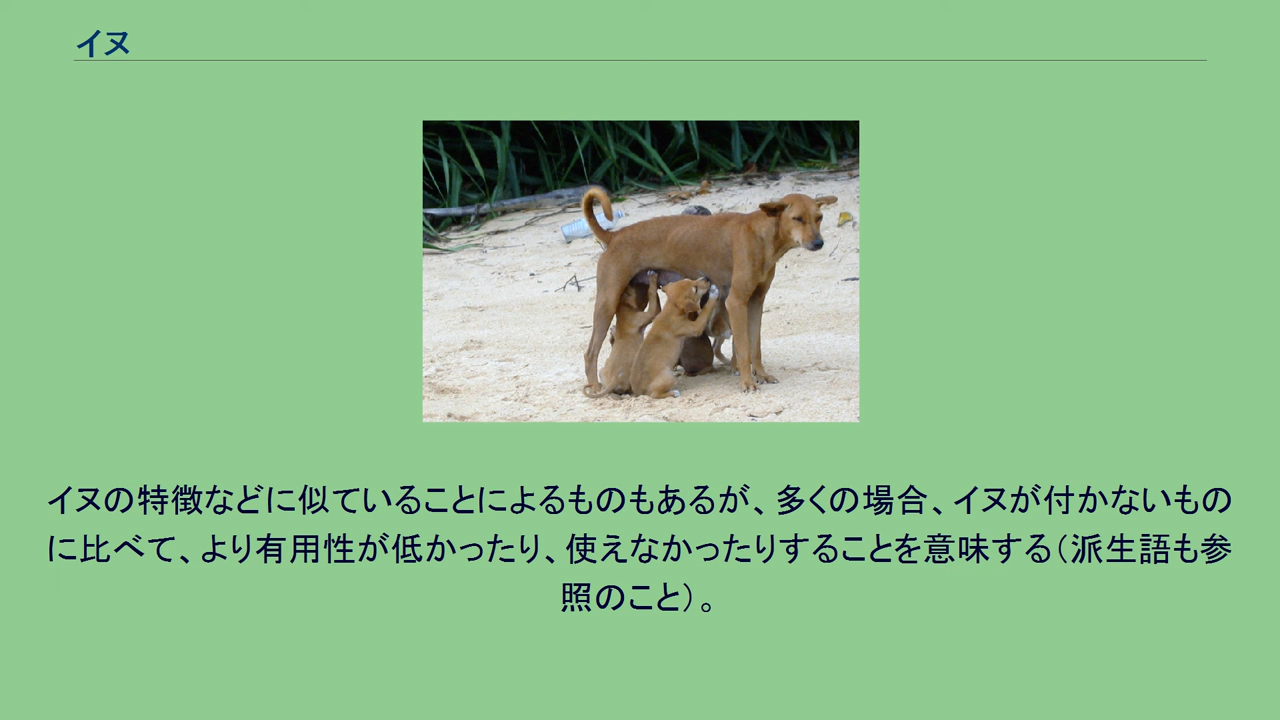 イヌ
イヌの特徴などに似ていることによるものもあるが、多くの場合、イヌが付かないもの
に比べて、より有用性が低かったり、使えなかったりすることを意味する（派生語も参
照のこと）。